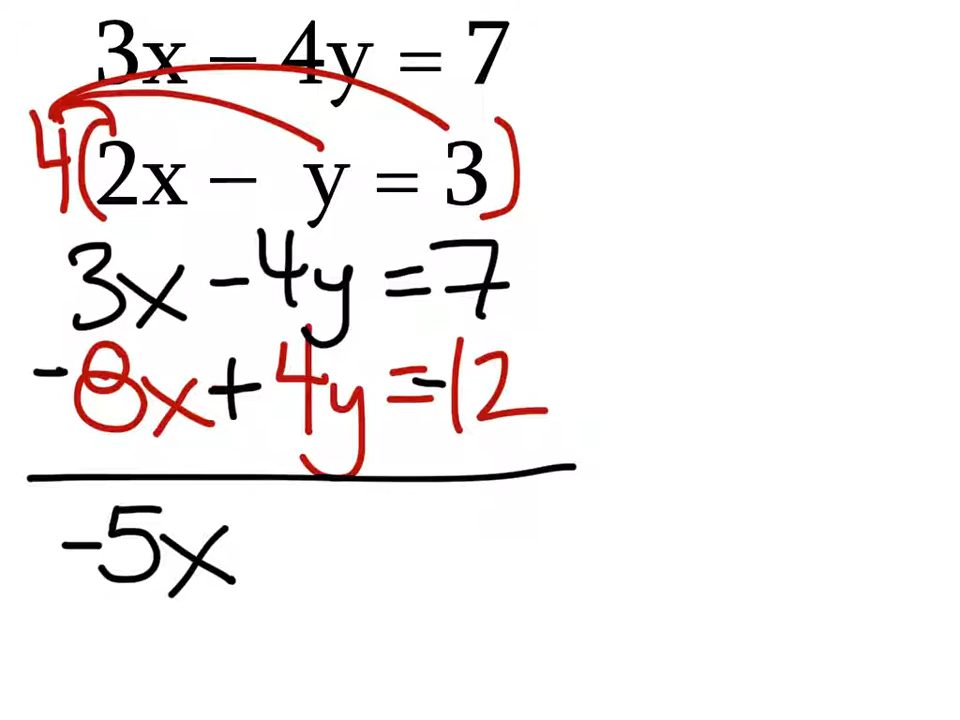 3x − 4y = 7
4(2x − y = 3)
3x - 4y = 7
- 8x + 4y = -12
-5x